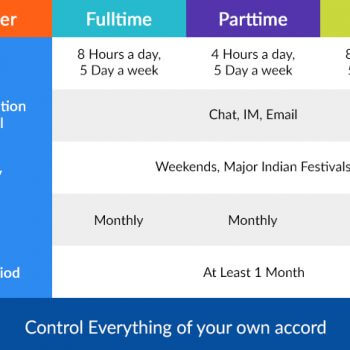 er Fulltime Parttime
8 Hours a day, 4 Hours a day, 8
5 Day a week 5 Day a week
tion
l
Chat, IM, Email
y
Weekends, Major Indian Festivals
Monthly Monthly
iod
At Least 1 Month
Control Everything of your own accord